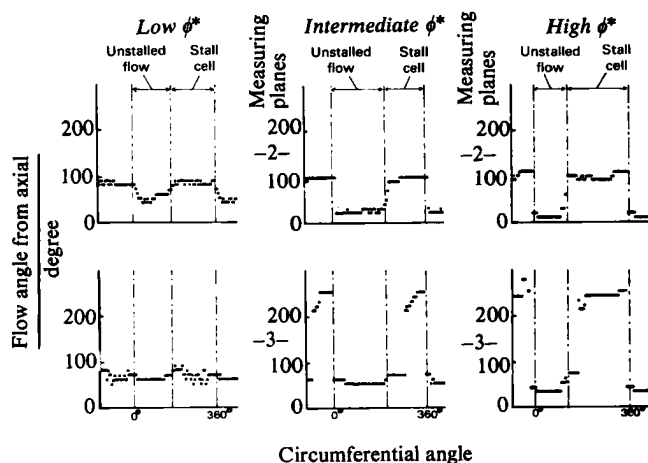 Low ϕ*
Intermediate ϕ*
High ϕ*
Unstalled flow
Stall cell
Measuring planes
Unstalled flow
Stall cell
Measuring planes
Unstalled flow
Stall cell
200
100
0
200
–2–
100
0
200
–2–
100
0
Flow angle from axial
degree
200
100
0
200
–3–
100
0
200
–3–
100
0
0°
360°
0°
360°
0°
360°
Circumferential angle